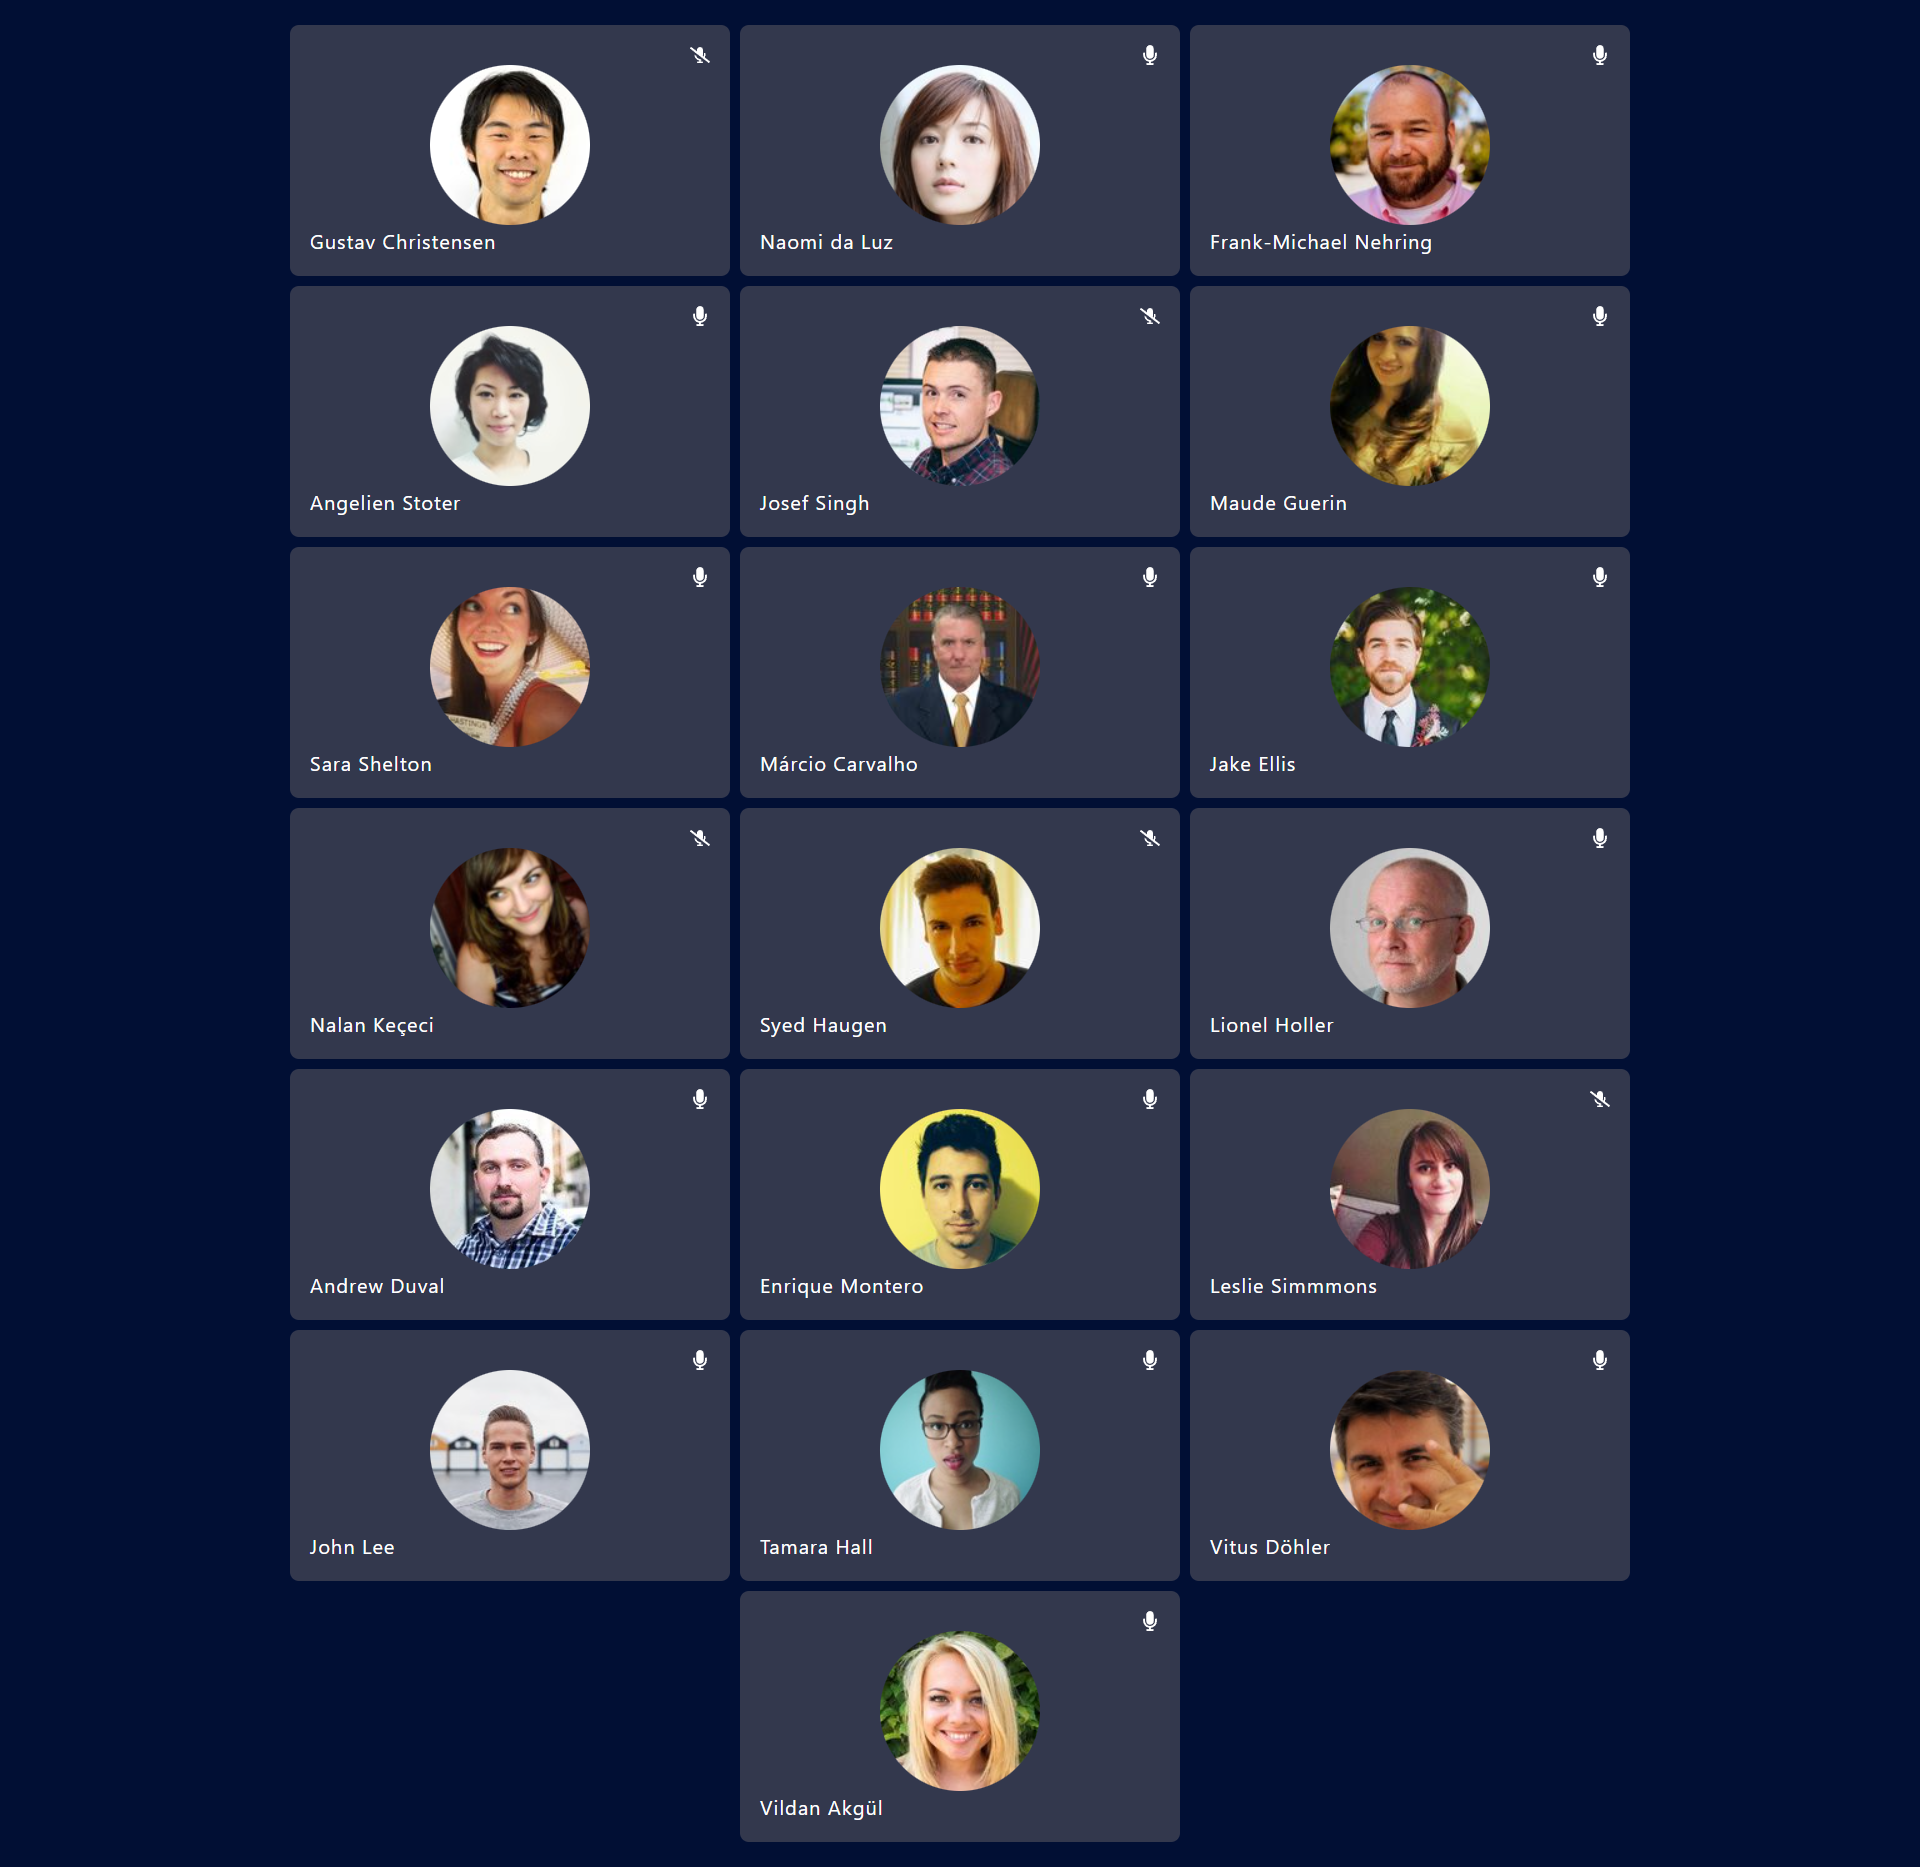 Gustav Christensen
Naomi da Luz
Frank-Michael Nehring
Angelien Stoter
Josef Singh
Maude Guerin
HASTINGS
Sara Shelton
Márcio Carvalho
Jake Ellis
Nalan Keçeci
Syed Haugen
Lionel Holler
Andrew Duval
Enrique Montero
Leslie Simmmons
John Lee
Tamara Hall
Vitus Döhler
Vildan Akgül